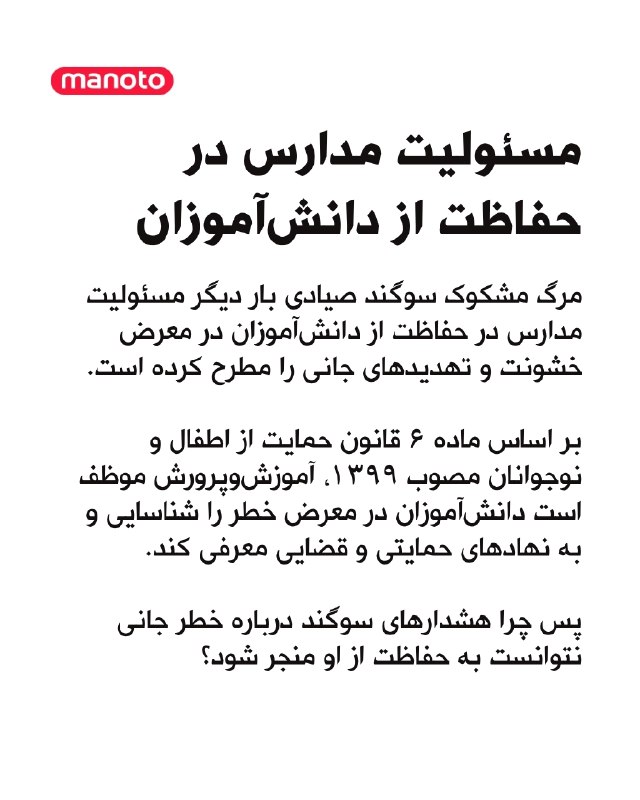 manoto
مسئولیت مدارس در
حفاظت از دانش‌آموزان
مرگ مشکوک سوگند صیادی بار دیگر مسئولیت
مدارس در حفاظت از دانش‌آموزان در معرض
خشونت و تهدیدهای جانی را مطرح کرده است.
بر اساس ماده ۶ قانون حمایت از اطفال و
نوجوانان مصوب ۱۳۹۹، آموزش‌وپرورش موظف
است دانش‌آموزان در معرض خطر را شناسایی و
به نهادهای حمایتی و قضایی معرفی کند.
پس چرا هشدارهای سوگند درباره خطر جانی
نتوانست به حفاظت از او منجر شود؟